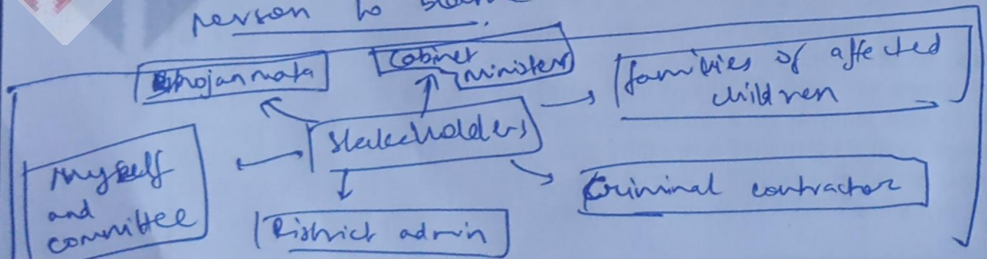 person to
Bhojanmata
Cabinet
Minister
families of affected
children
Stakeholders
Myself
and
committee
District admin
Criminal contractor